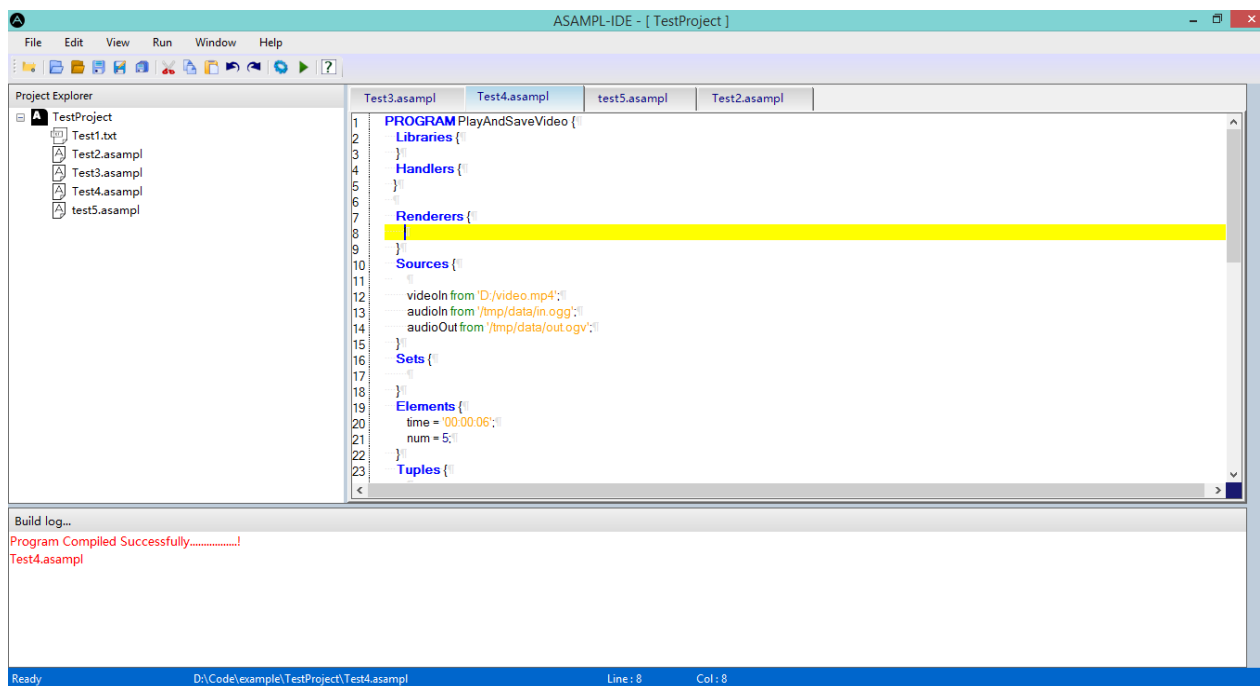 ASAMPL-IDE - [ TestProject ]
File Edit View Run Window Help
Project Explorer
TestProject
Test1.txt
Test2.asampl
Test3.asampl
Test4.asampl
test5.asampl
Test3.asampl Test4.asampl test5.asampl Test2.asampl
1 PROGRAM PlayAndSaveVideo {
2 Libraries {
3 }
4 Handlers {
5 }
6
7 Renderers {
8
9 }
10 Sources {
11
12 videoIn from 'D:/video.mp4';
13 audioIn from '/tmp/data/in.ogg';
14 audioOut from '/tmp/data/out.ogv';
15 }
16 Sets {
17
18 }
19 Elements {
20 time = '00:00:06';
21 num = 5;
22 }
23 Tuples {
Build log...
Program Compiled Successfully.................!
Test4.asampl
Ready D:\Code\example\TestProject\Test4.asampl Line : 8 Col : 8